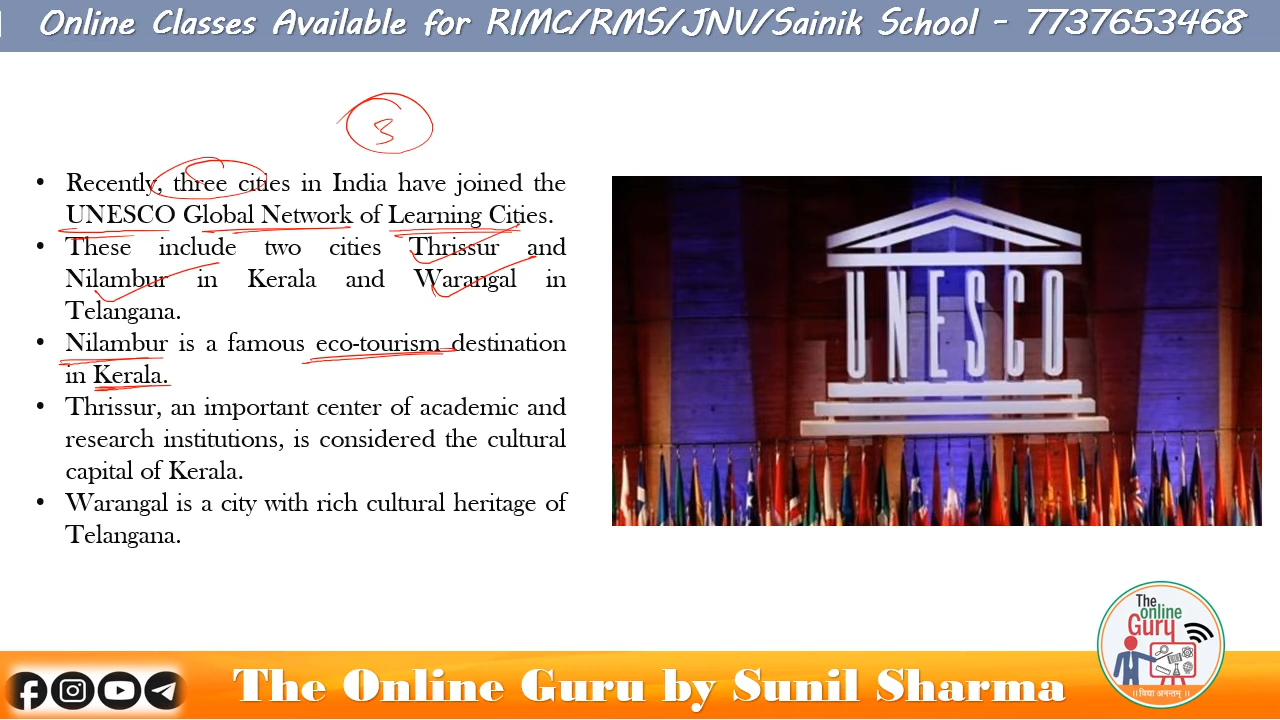 Online Classes Available for RIMC/RMS/JNV/Sainik School - 7737653468
3
• Recently, three cities in India have joined the
UNESCO Global Network of Learning Cities.
• These include two cities Thrissur and
Nilambur in Kerala and Warangal in
Telangana.
• Nilambur is a famous eco-tourism destination
in Kerala.
• Thrissur, an important center of academic and
research institutions, is considered the cultural
capital of Kerala.
• Warangal is a city with rich cultural heritage of
Telangana.
UNESCO
The
online
Guru
॥विद्या अनन्तम्॥
The Online Guru by Sunil Sharma